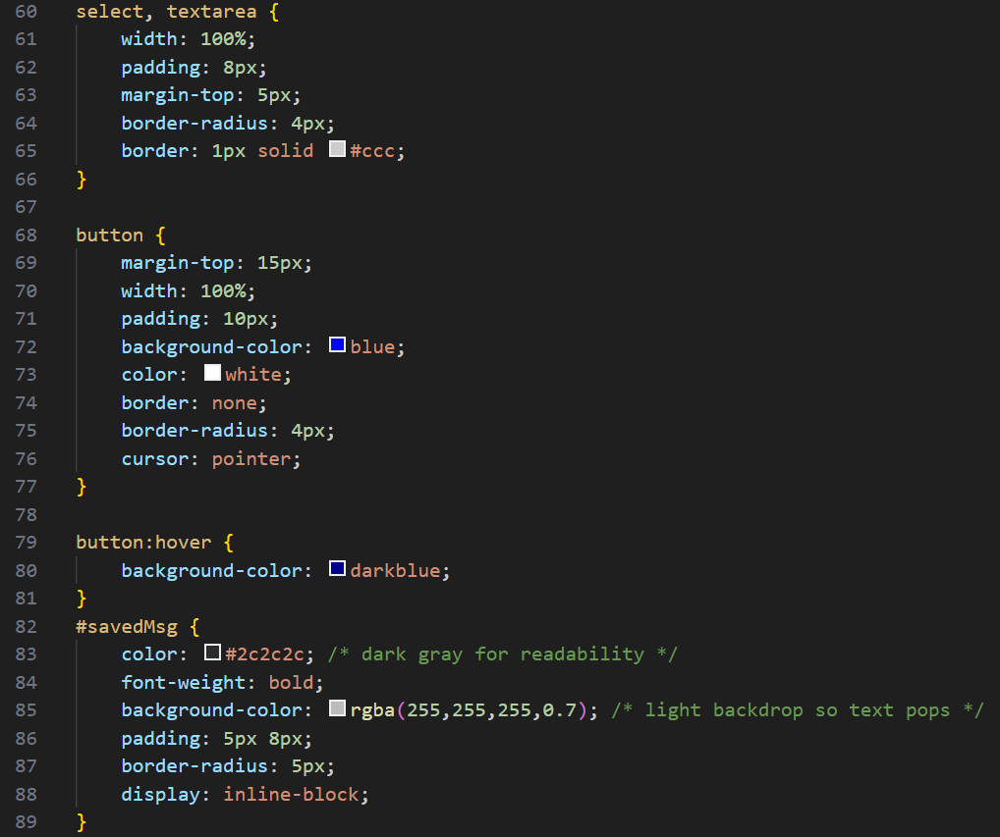 60 select, textarea {
61 width: 100%;
62 padding: 8px;
63 margin-top: 5px;
64 border-radius: 4px;
65 border: 1px solid #ccc;
66 }
67
68 button {
69 margin-top: 15px;
70 width: 100%;
71 padding: 10px;
72 background-color: blue;
73 color: white;
74 border: none;
75 border-radius: 4px;
76 cursor: pointer;
77 }
78
79 button:hover {
80 background-color: darkblue;
81 }
82 #savedMsg {
83 color: #2c2c2c; /* dark gray for readability */
84 font-weight: bold;
85 background-color: rgba(255,255,255,0.7); /* light backdrop so text pops */
86 padding: 5px 8px;
87 border-radius: 5px;
88 display: inline-block;
89 }